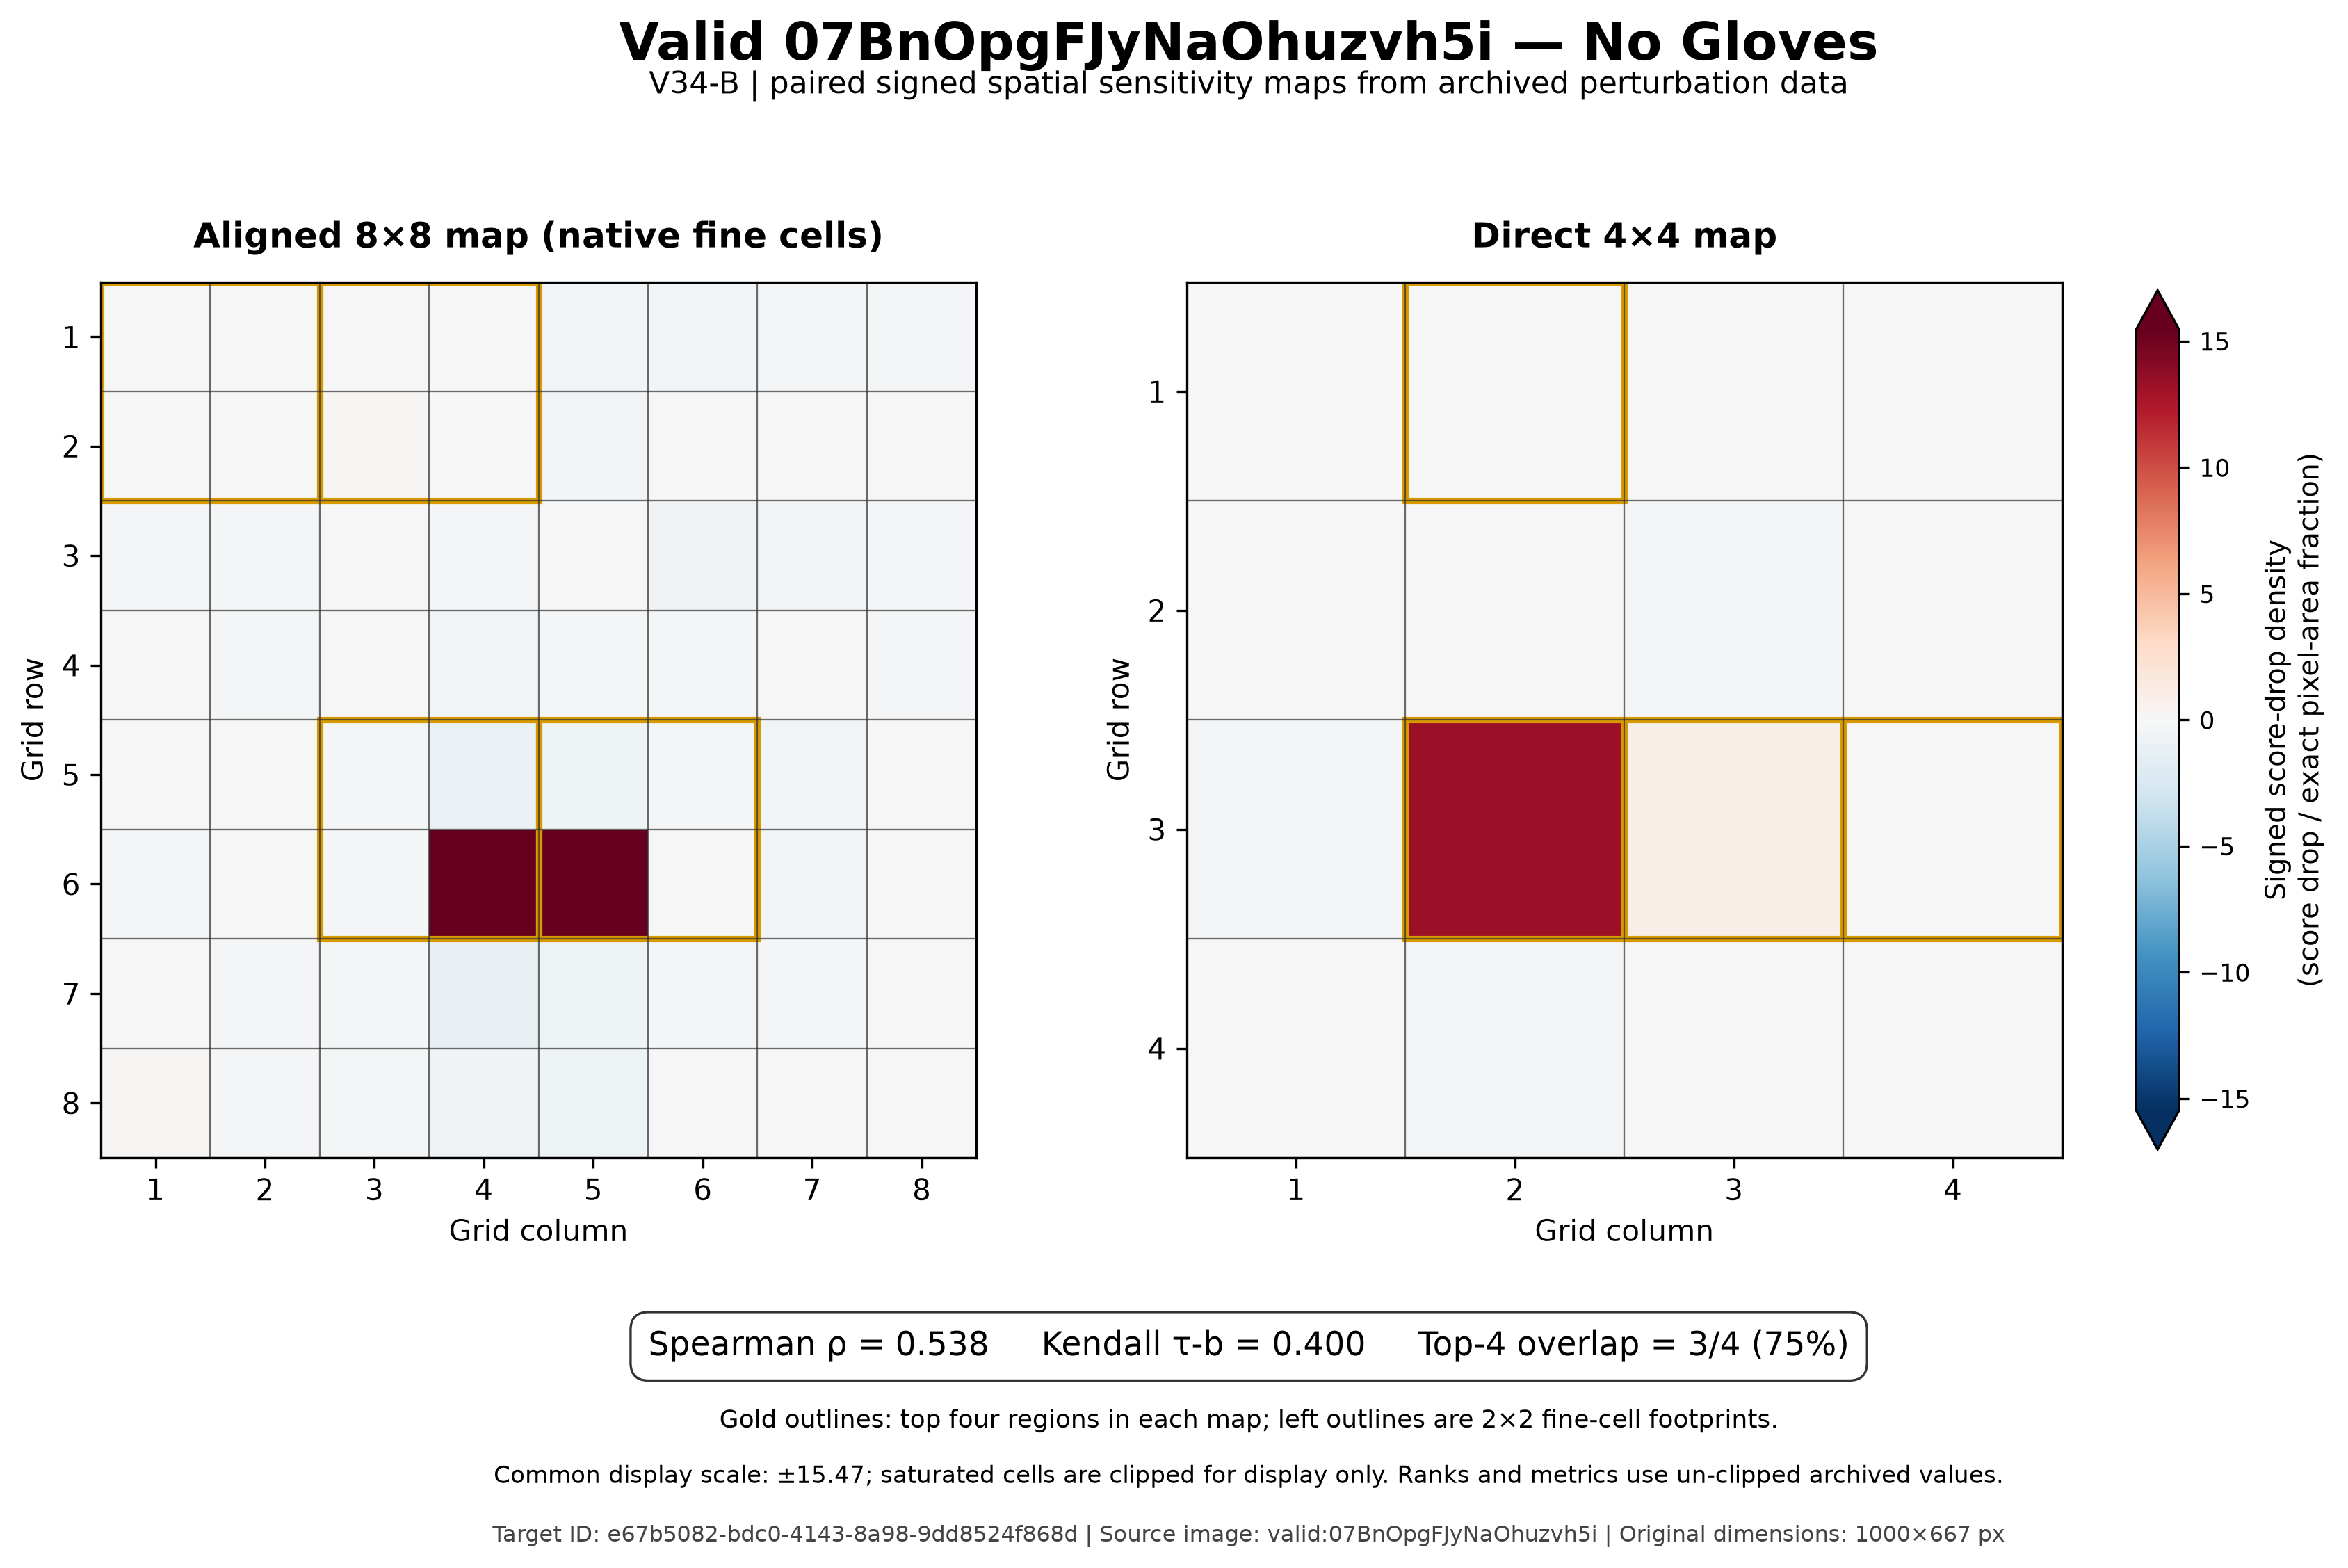 Valid 07BnOpgFJyNaOhuzvh5i — No Gloves
V34-B | paired signed spatial sensitivity maps from archived perturbation data
Aligned 8×8 map (native fine cells)
Grid row
1
2
3
4
5
6
7
8
1 2 3 4 5 6 7 8
Grid column
Direct 4×4 map
Grid row
1
2
3
4
1 2 3 4
Grid column
15
10
5
0
−5
−10
−15
Signed score-drop density
(score drop / exact pixel-area fraction)
Spearman ρ = 0.538 Kendall τ-b = 0.400 Top-4 overlap = 3/4 (75%)
Gold outlines: top four regions in each map; left outlines are 2×2 fine-cell footprints.
Common display scale: ±15.47; saturated cells are clipped for display only. Ranks and metrics use un-clipped archived values.
Target ID: e67b5082-bdc0-4143-8a98-9dd8524f868d | Source image: valid:07BnOpgFJyNaOhuzvh5i | Original dimensions: 1000×667 px